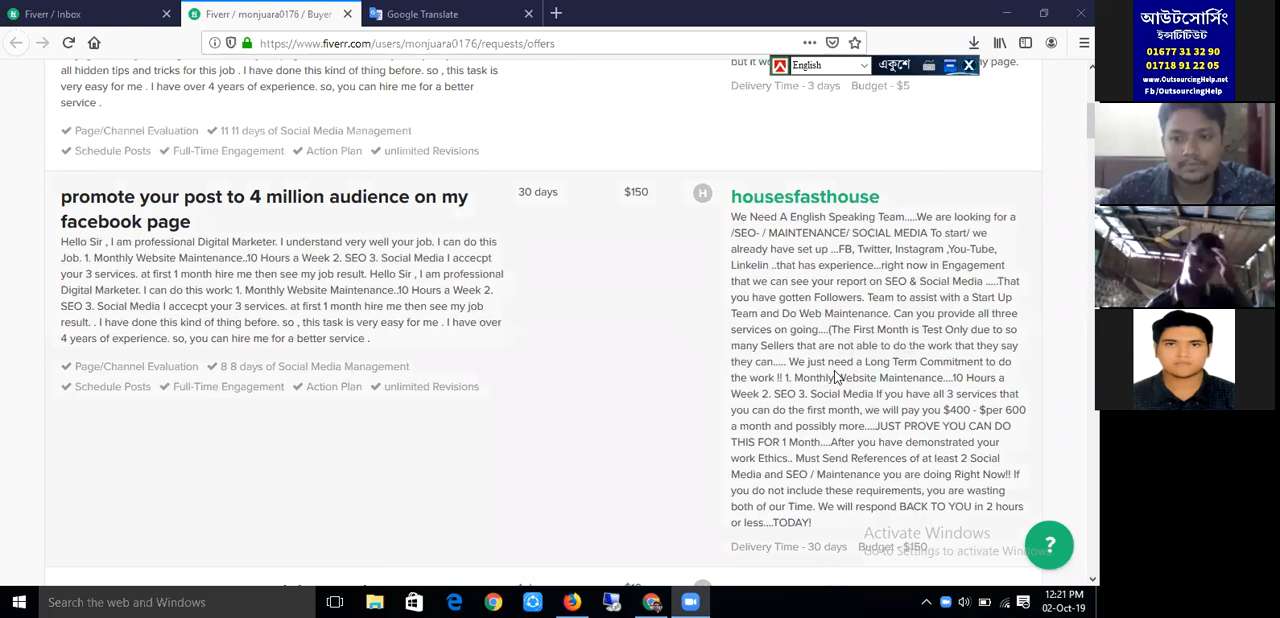 Fiverr / Inbox
Fiverr / monjuara0176 / Buyer
Google Translate
https://www.fiverr.com/users/monjuara0176/requests/offers
English
একুশে
all hidden tips and tricks for this job . I have done this kind of thing before. so , this task is
very easy for me . I have over 4 years of experience. so, you can hire me for a better
service .
Page/Channel Evaluation 11 11 days of Social Media Management
Schedule Posts Full-Time Engagement Action Plan unlimited Revisions
but it wo
y page.
Delivery Time - 3 days Budget - $5
promote your post to 4 million audience on my
facebook page
30 days
$150
Hello Sir , I am professional Digital Marketer. I understand very well your job. I can do this
Job. 1. Monthly Website Maintenance..10 Hours a Week 2. SEO 3. Social Media I accecpt
your 3 services. at first 1 month hire me then see my job result. Hello Sir , I am professional
Digital Marketer. I can do this work: 1. Monthly Website Maintenance..10 Hours a Week 2.
SEO 3. Social Media I accecpt your 3 services. at first 1 month hire me then see my job
result. . I have done this kind of thing before. so , this task is very easy for me . I have over
4 years of experience. so, you can hire me for a better service .
Page/Channel Evaluation 8 8 days of Social Media Management
Schedule Posts Full-Time Engagement Action Plan unlimited Revisions
H
housesfasthouse
We Need A English Speaking Team.....We are looking for a
/SEO- / MAINTENANCE/ SOCIAL MEDIA To start/ we
already have set up ...FB, Twitter, Instagram ,You-Tube,
Linkelin ..that has experience...right now in Engagement
that we can see your report on SEO & Social Media .....That
you have gotten Followers. Team to assist with a Start Up
Team and Do Web Maintenance. Can you provide all three
services on going....(The First Month is Test Only due to so
many Sellers that are not able to do the work that they say
they can..... We just need a Long Term Commitment to do
the work !! 1. Monthly Website Maintenance....10 Hours a
Week 2. SEO 3. Social Media If you have all 3 services that
you can do the first month, we will pay you $400 - $per 600
a month and possibly more....JUST PROVE YOU CAN DO
THIS FOR 1 Month....After you have demonstrated your
work Ethics.. Must Send References of at least 2 Social
Media and SEO / Maintenance you are doing Right Now!! If
you do not include these requirements, you are wasting
both of our Time. We will respond BACK TO YOU in 2 hours
or less....TODAY!
Delivery Time - 30 days Budget - $150
Activate Windows
Go to Settings to activate Windows.
?
Search the web and Windows
12:21 PM
02-Oct-19
আউটসোর্সিং
ইন্সটিটিউট
01677 31 32 90
01718 91 22 05
www.OutsourcingHelp.net
Fb/OutsourcingHelp